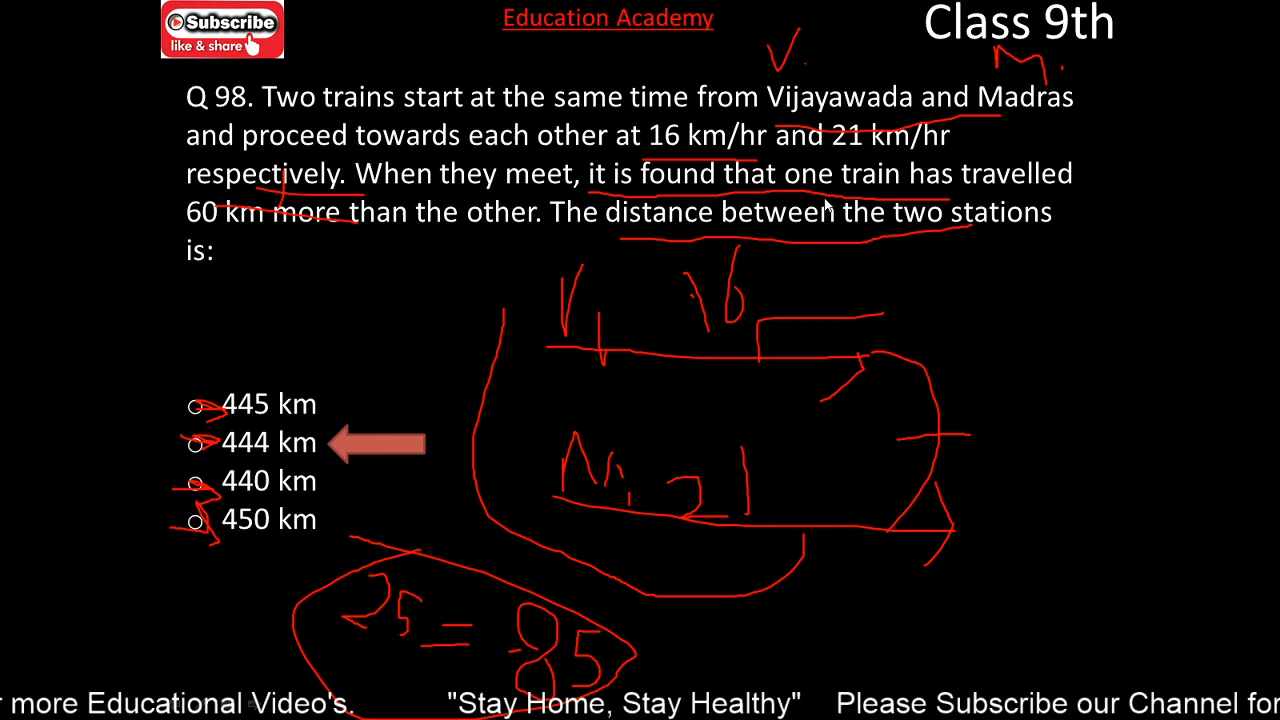 Subscribe
like & share
Education Academy
Class 9th
V.
M.
Q 98. Two trains start at the same time from Vijayawada and Madras
and proceed towards each other at 16 km/hr and 21 km/hr
respectively. When they meet, it is found that one train has travelled
60 km more than the other. The distance between the two stations
is:
16
445 km
444 km
440 km
21
450 km
25 = 85
r more Educational Video's. "Stay Home, Stay Healthy" Please Subscribe our Channel for